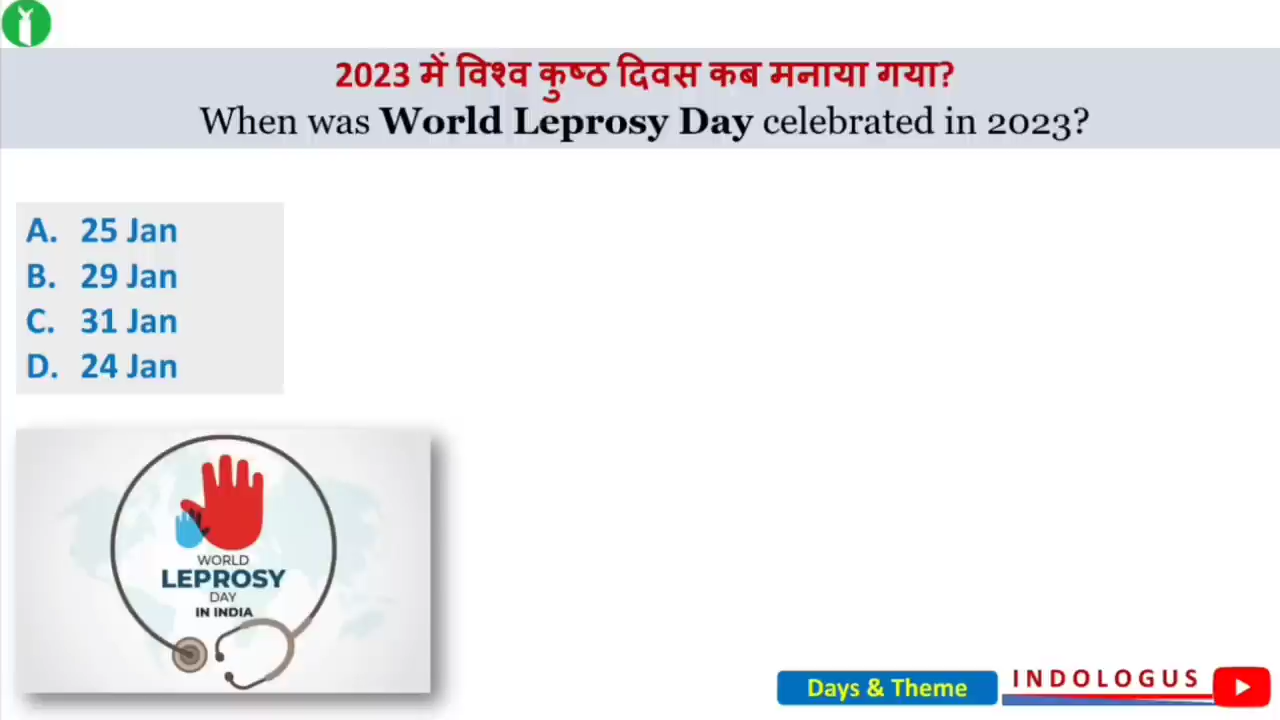 2023 में विश्व कुष्ठ दिवस कब मनाया गया?
When was World Leprosy Day celebrated in 2023?
A. 25 Jan
B. 29 Jan
C. 31 Jan
D. 24 Jan
WORLD
LEPROSY
DAY
IN INDIA
Days & Theme
INDOLOGUS